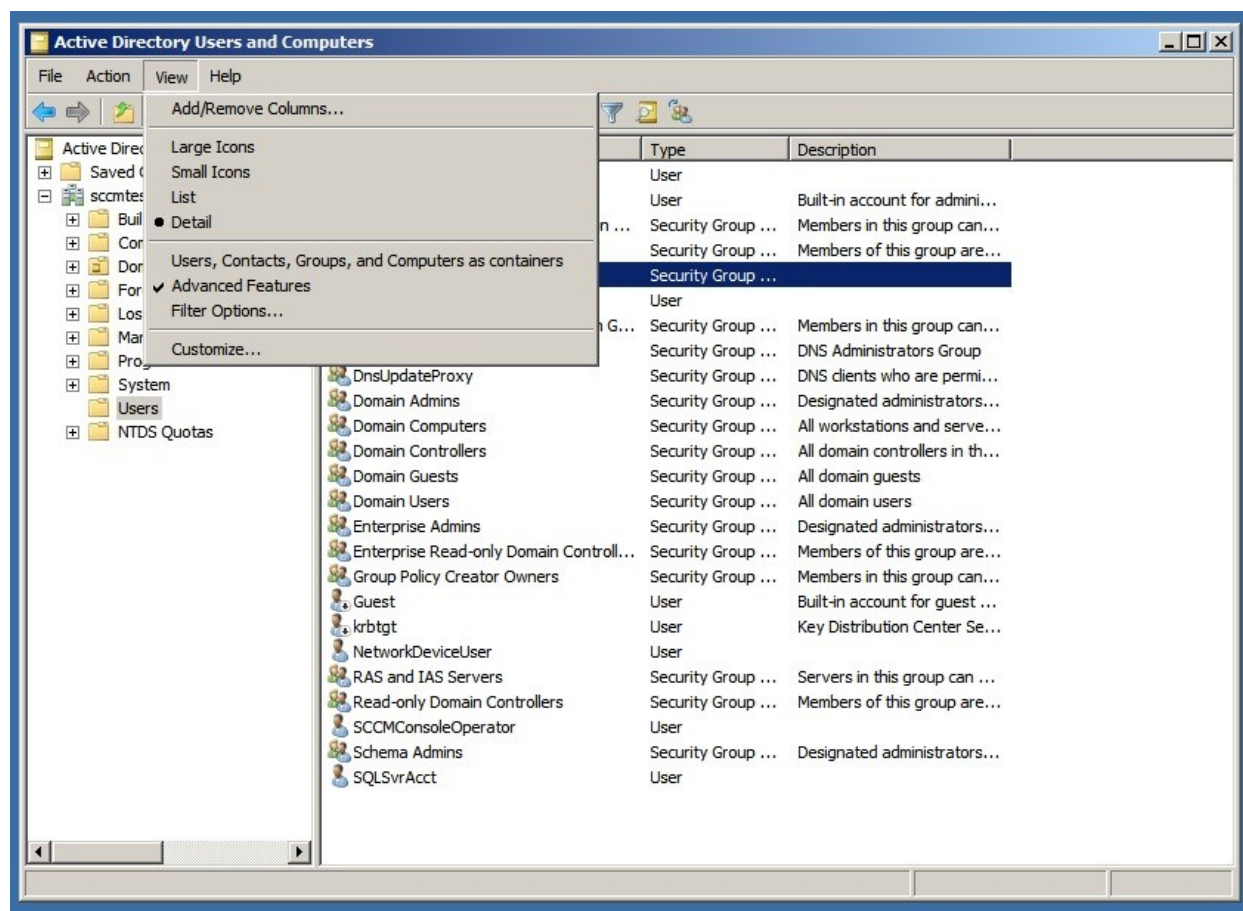 Active Directory Users and Computers
File Action View Help
Add/Remove Columns...
Large Icons
Small Icons
List
Detail
Users, Contacts, Groups, and Computers as containers
Advanced Features
Filter Options...
Customize...
Active Direc
Saved
sccmtes
Buil
Con
Dor
For
Los
Mar
Prog
System
Users
NTDS Quotas
Type Description
User
User Built-in account for admini...
n ... Security Group ... Members in this group can...
Security Group ... Members of this group are...
Security Group ...
User
G... Security Group ... Members in this group can...
Security Group ... DNS Administrators Group
DnsUpdateProxy Security Group ... DNS clients who are permi...
Domain Admins Security Group ... Designated administrators...
Domain Computers Security Group ... All workstations and serve...
Domain Controllers Security Group ... All domain controllers in th...
Domain Guests Security Group ... All domain guests
Domain Users Security Group ... All domain users
Enterprise Admins Security Group ... Designated administrators...
Enterprise Read-only Domain Controll... Security Group ... Members of this group are...
Group Policy Creator Owners Security Group ... Members in this group can...
Guest User Built-in account for guest ...
krbtgt User Key Distribution Center Se...
NetworkDeviceUser User
RAS and IAS Servers Security Group ... Servers in this group can ...
Read-only Domain Controllers Security Group ... Members of this group are...
SCCMConsoleOperator User
Schema Admins Security Group ... Designated administrators...
SQLSvrAcct User